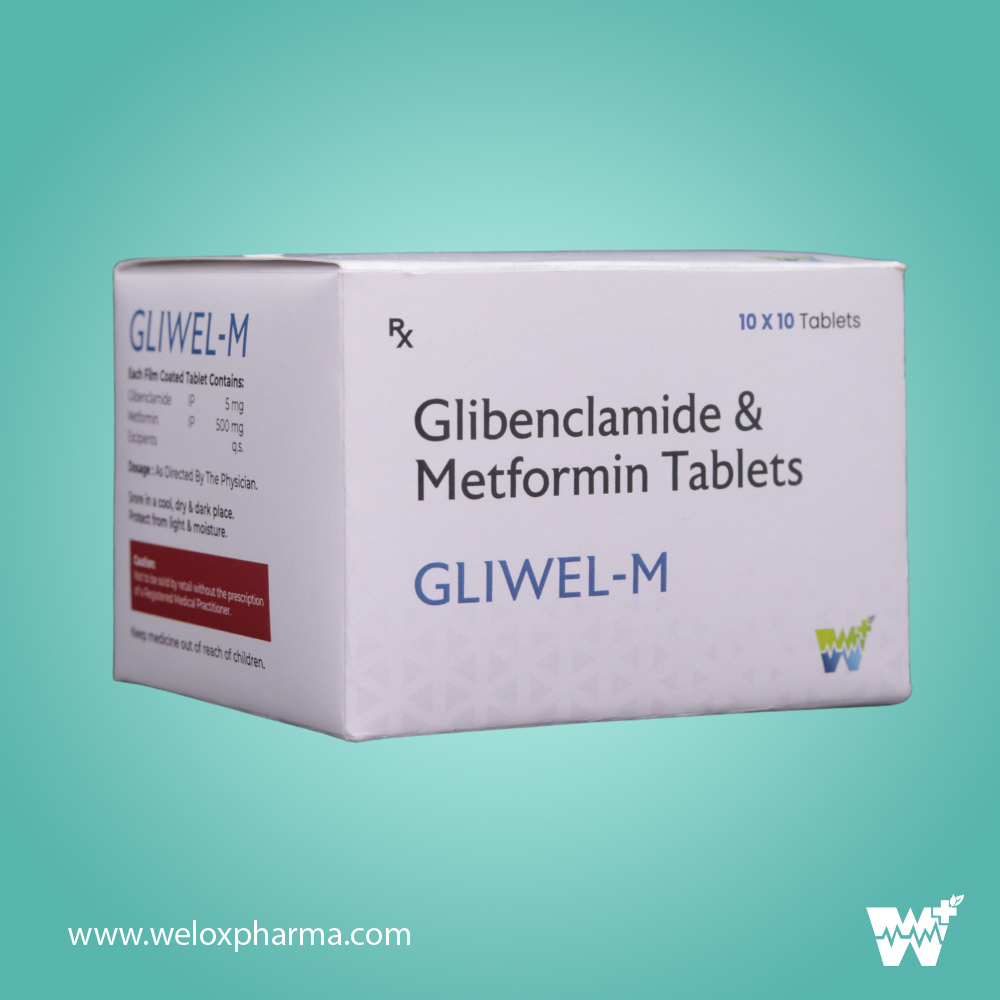 GLIWEL-M
Each Film Coated Tablet Contains:
Glibenclamide IP 5 mg
Metformin IP 500 mg
Excipients q.s.
Dosage : As Directed By The Physician.
Store in a cool, dry & dark place.
Protect from light & moisture.
Caution:
Not to be sold by retail without the prescription
of a Registered Medical Practitioner.
Keep medicine out of reach of children.
Rx
10 X 10 Tablets
Glibenclamide &
Metformin Tablets
GLIWEL-M
www.weloxpharma.com